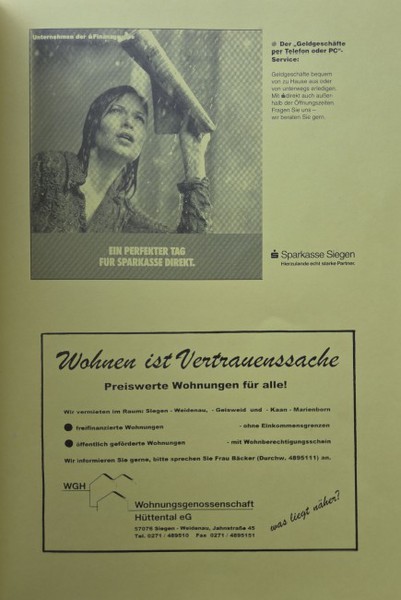 Unternehmen der
Der „Geldgeschäfte
per Telefon oder PC"-
Service:
Geldgeschäfte bequem
von zu Hause aus oder
von unterwegs erledigen.
Mit direkt auch außer-
halb der Öffnungszeiten.
Fragen Sie uns –
wir beraten Sie gern.
EIN PERFEKTER TAG
FÜR SPARKASSE DIREKT.
Sparkasse Siegen
Hierzulande echt starke Partner.
Wohnen ist Vertrauenssache
Preiswerte Wohnungen für alle!
Wir vermieten im Raum: Siegen - Weidenau, - Geisweid und - Kaan - Marienborn
● freifinanzierte Wohnungen - ohne Einkommensgrenzen
● öffentlich geförderte Wohnungen - mit Wohnberechtigungsschein
Wir informieren Sie gerne, bitte sprechen Sie Frau Bäcker (Durchw. 4895111) an.
WGH
Wohnungsgenossenschaft
Hüttental eG
57076 Siegen - Weidenau, Jahnstraße 45
Tel. 0271 / 489510 Fax 0271 / 4895151
was liegt näher?